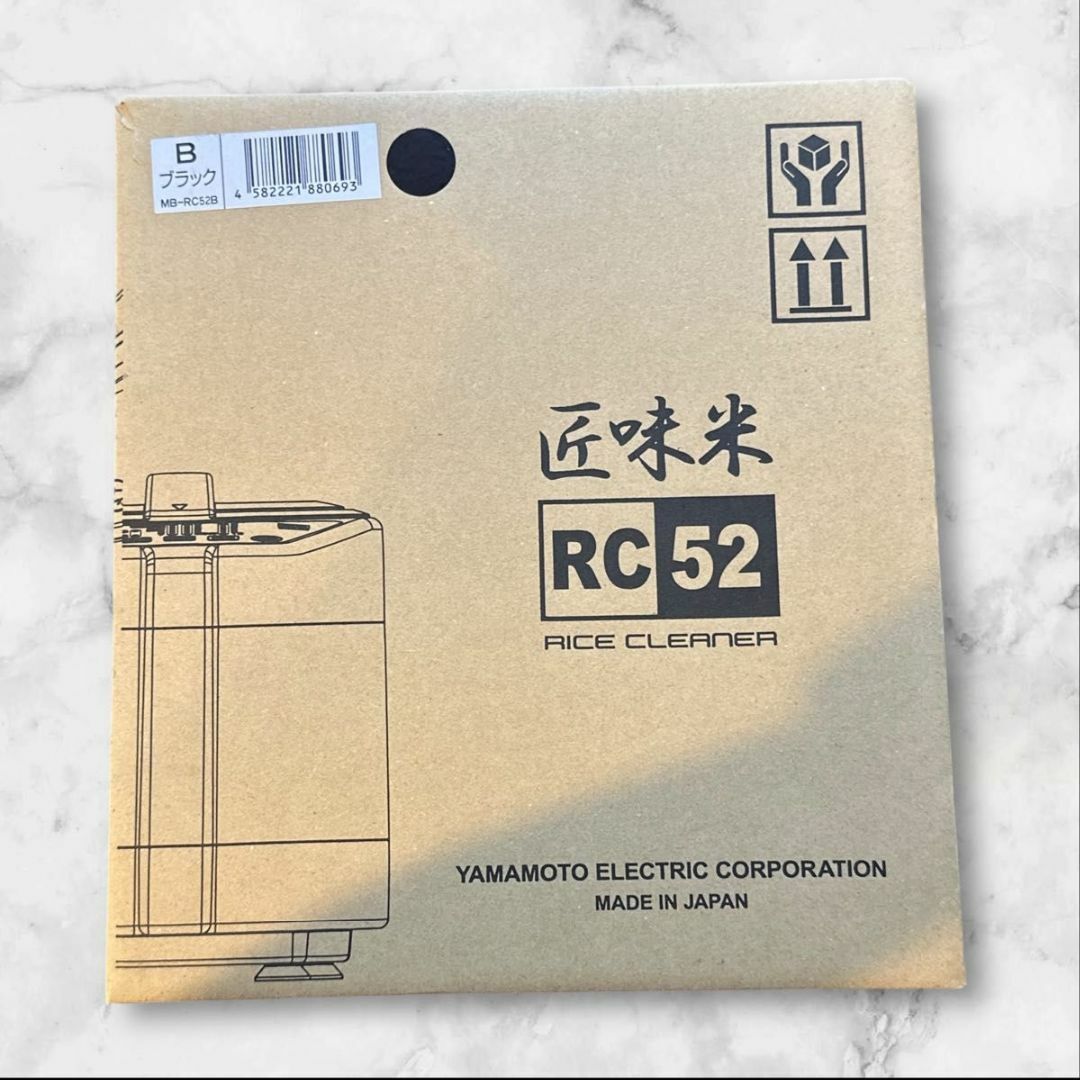 B
ブラック
MB-RC52B
4 582221 880693
匠味米
RC 52
RICE CLEANER
YAMAMOTO ELECTRIC CORPORATION
MADE IN JAPAN